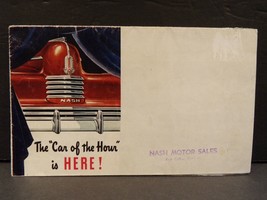 NASH
The "Car of the Hour"
is HERE!
NASH MOTOR SALES